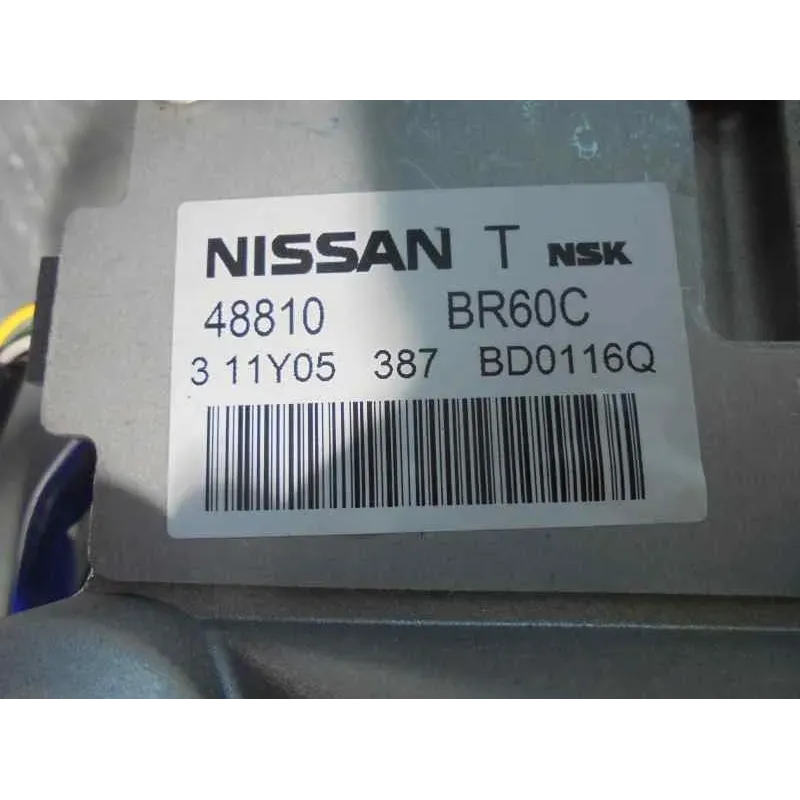 NISSAN T NSK
48810 BR60C
3 11Y05 387 BD0116Q